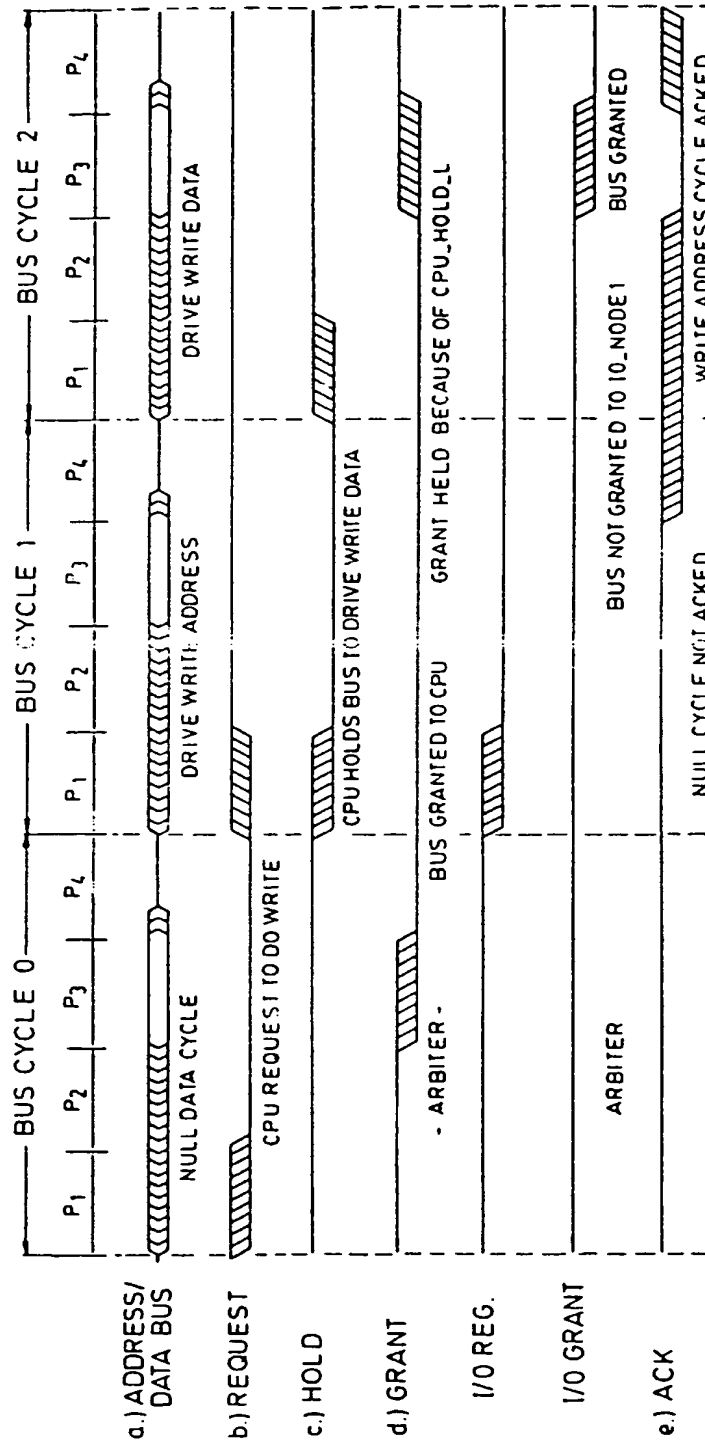 BUS CYCLE 0 BUS CYCLE 1 BUS CYCLE 2
P1 P2 P3 P4 P1 P2 P3 P4 P1 P2 P3 P4
a.) ADDRESS/
DATA BUS
NULL DATA CYCLE DRIVE WRITE ADDRESS DRIVE WRITE DATA
b.) REQUEST
CPU REQUEST TO DO WRITE
c.) HOLD
CPU HOLDS BUS TO DRIVE WRITE DATA
d.) GRANT
- ARBITER - BUS GRANTED TO CPU GRANT HELD BECAUSE OF CPU_HOLD_L
I/O REG.
I/O GRANT
ARBITER BUS NOT GRANTED TO IO_NODE1 BUS GRANTED
e.) ACK
NULL CYCLE NOT ACKED WRITE ADDRESS CYCLE ACKED